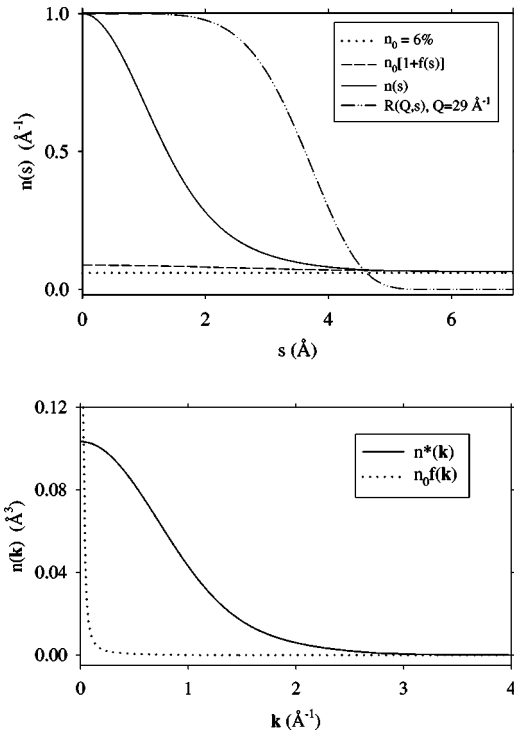 1.0
0.5
0.0
n(s) (Å⁻¹)
n₀ = 6%
n₀[1+f(s)]
n(s)
R(Q,s), Q=29 Å⁻¹
0 2 4 6
s (Å)
0.12
0.08
0.04
0.00
n(k) (Å³)
n*(k)
n₀f(k)
0 1 2 3 4
k (Å⁻¹)